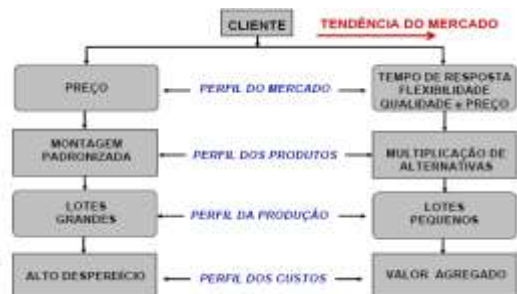 CLIENTE
TENDÊNCIA DO MERCADO
PREÇO
PERFIL DO MERCADO
TEMPO DE RESPOSTA
FLEXIBILIDADE
QUALIDADE e PREÇO
MONTAGEM
PADRONIZADA
PERFIL DOS PRODUTOS
MULTIPLICAÇÃO DE
ALTERNATIVAS
LOTES
GRANDES
PERFIL DA PRODUÇÃO
LOTES
PEQUENOS
ALTO DESPERDÍCIO
PERFIL DOS CUSTOS
VALOR AGREGADO